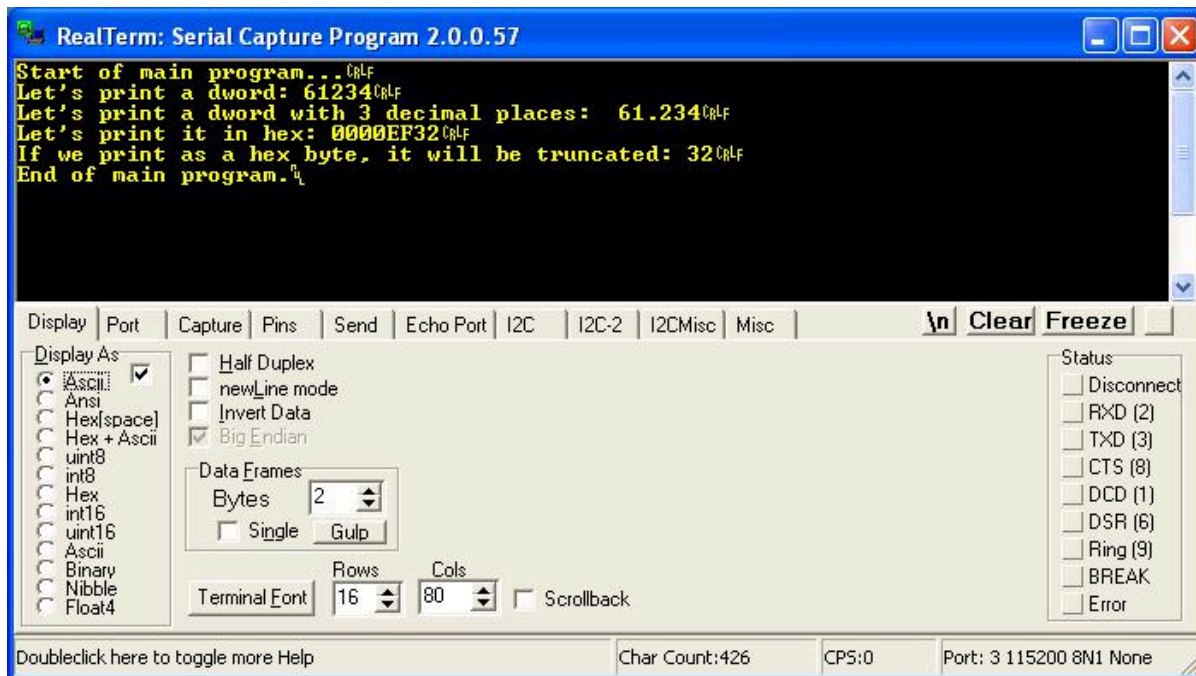 RealTerm: Serial Capture Program 2.0.0.57
Start of main program...CRLF
Let's print a dword: 61234CRLF
Let's print a dword with 3 decimal places:  61.234CRLF
Let's print it in hex: 0000EF32CRLF
If we print as a hex byte, it will be truncated: 32CRLF
End of main program.
Display Port Capture Pins Send Echo Port I2C I2C-2 I2CMisc Misc \n Clear Freeze
Display As
Ascii
Ansi
Hex[space]
Hex + Ascii
uint8
int8
Hex
int16
uint16
Ascii
Binary
Nibble
Float4
Half Duplex
newLine mode
Invert Data
Big Endian
Data Frames
Bytes 2
Single Gulp
Rows Cols
Terminal Font 16 80 Scrollback
Status
Disconnect
RXD (2)
TXD (3)
CTS (8)
DCD (1)
DSR (6)
Ring (9)
BREAK
Error
Doubleclick here to toggle more Help Char Count:426 CPS:0 Port: 3 115200 8N1 None